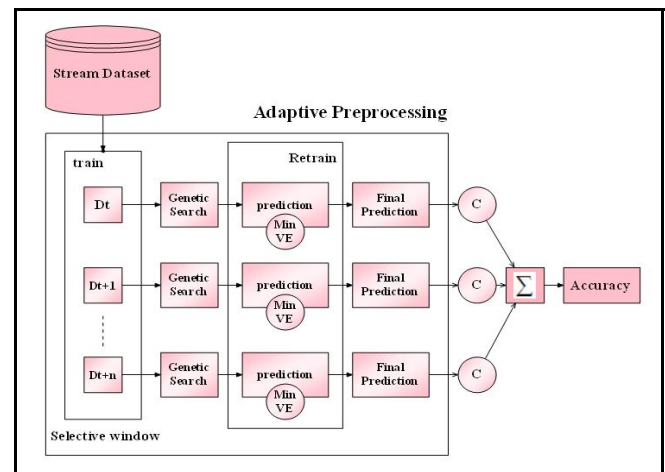 Stream Dataset
Adaptive Preprocessing
train
Retrain
Dt
Genetic
Search
prediction
Min
VE
Final
Prediction
C
Dt+1
Genetic
Search
prediction
Min
VE
Final
Prediction
C
Σ
Accuracy
Dt+n
Genetic
Search
prediction
Min
VE
Final
Prediction
C
Selective window